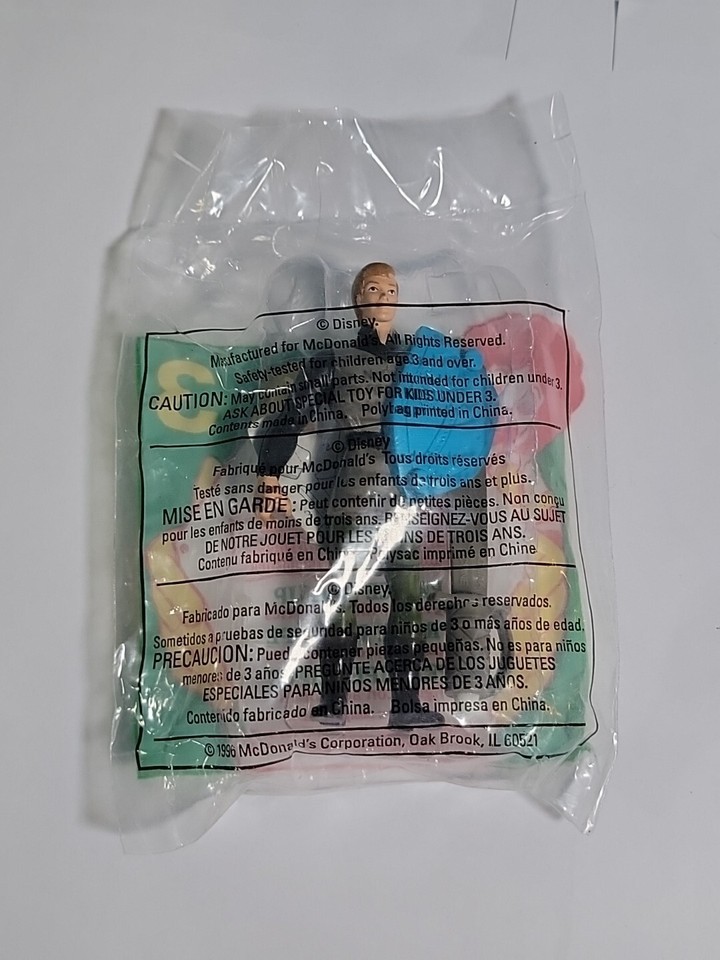 © Disney.
Manufactured for McDonald's. All Rights Reserved.
Safety-tested for children age 3 and over.
CAUTION: May contain small parts. Not intended for children under 3.
ASK ABOUT SPECIAL TOY FOR KIDS UNDER 3.
Contents made in China. Polybag printed in China.
© Disney
Fabriqué pour McDonald's Tous droits réservés
Testé sans danger pour les enfants de trois ans et plus.
MISE EN GARDE : Peut contenir de petites pièces. Non conçu
pour les enfants de moins de trois ans. RENSEIGNEZ-VOUS AU SUJET
DE NOTRE JOUET POUR LES MOINS DE TROIS ANS.
Contenu fabriqué en Chine Polysac imprimé en Chine
© Disney.
Fabricado para McDonald's. Todos los derechos reservados.
Sometidos a pruebas de seguridad para niños de 3 o más años de edad.
PRECAUCION: Puede contener piezas pequeñas. No es para niños
menores de 3 años. PREGUNTE ACERCA DE LOS JUGUETES
ESPECIALES PARA NIÑOS MENORES DE 3 AÑOS.
Contenido fabricado en China. Bolsa impresa en China.
© 1996 McDonald's Corporation, Oak Brook, IL 60521